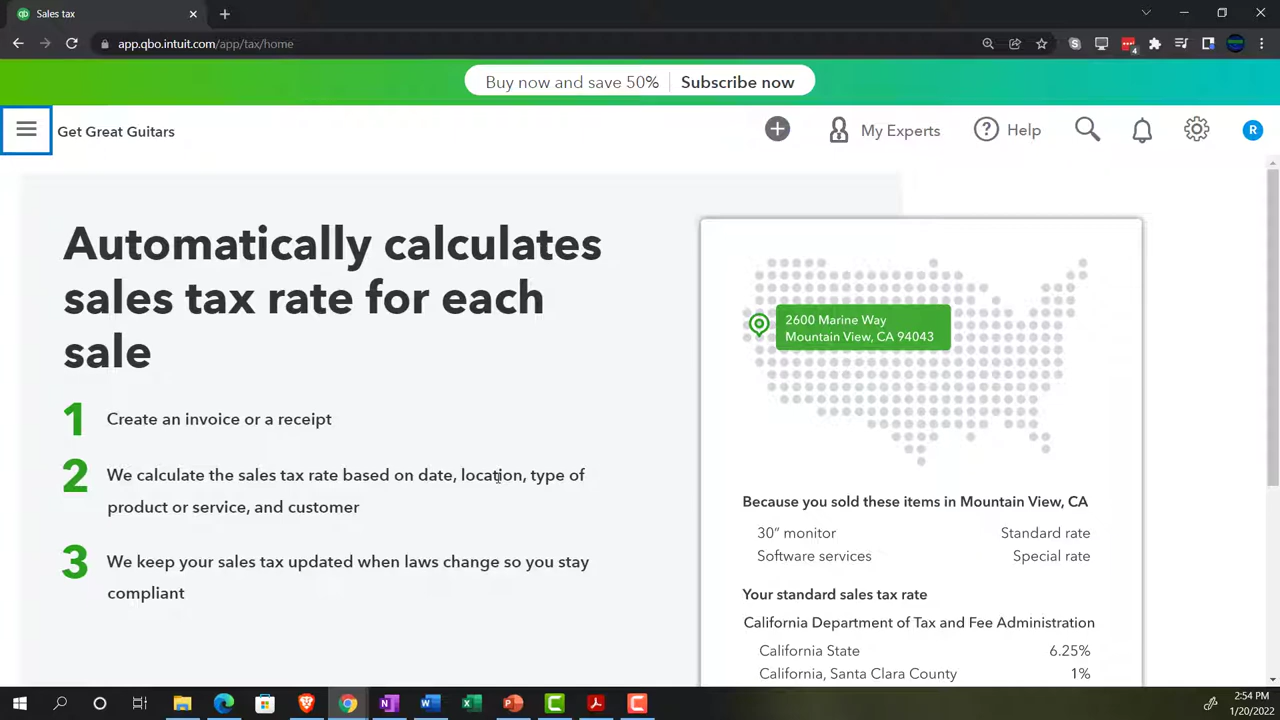 Sales tax
app.qbo.intuit.com/app/tax/home
4
Buy now and save 50% Subscribe now
Get Great Guitars
My Experts
Help
R
Automatically calculates
sales tax rate for each
sale
1 Create an invoice or a receipt
2 We calculate the sales tax rate based on date, location, type of
product or service, and customer
3 We keep your sales tax updated when laws change so you stay
compliant
2600 Marine Way
Mountain View, CA 94043
Because you sold these items in Mountain View, CA
30” monitor Standard rate
Software services Special rate
Your standard sales tax rate
California Department of Tax and Fee Administration
California State 6.25%
California, Santa Clara County 1%
2:54 PM
1/20/2022